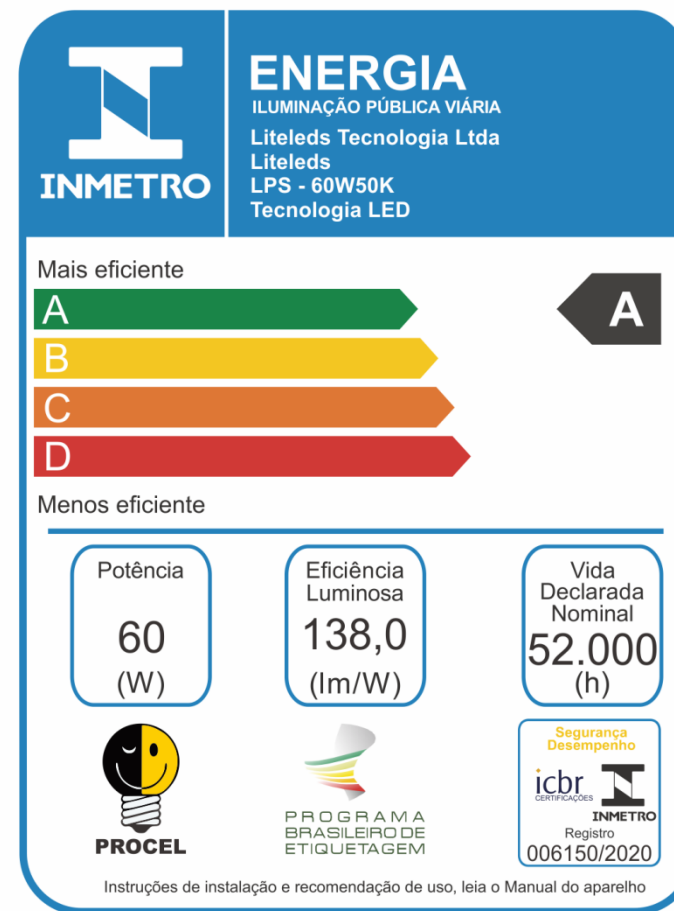 INMETRO
ENERGIA
ILUMINAÇÃO PÚBLICA VIÁRIA
Liteleds Tecnologia Ltda
Liteleds
LPS - 60W50K
Tecnologia LED
Mais eficiente
A
A
B
C
D
Menos eficiente
Potência
60
(W)
Eficiência
Luminosa
138,0
(lm/W)
Vida
Declarada
Nominal
52.000
(h)
PROCEL
PROGRAMA
BRASILEIRO DE
ETIQUETAGEM
Segurança
Desempenho
icbr
CERTIFICAÇÕES
INMETRO
Registro
006150/2020
Instruções de instalação e recomendação de uso, leia o Manual do aparelho